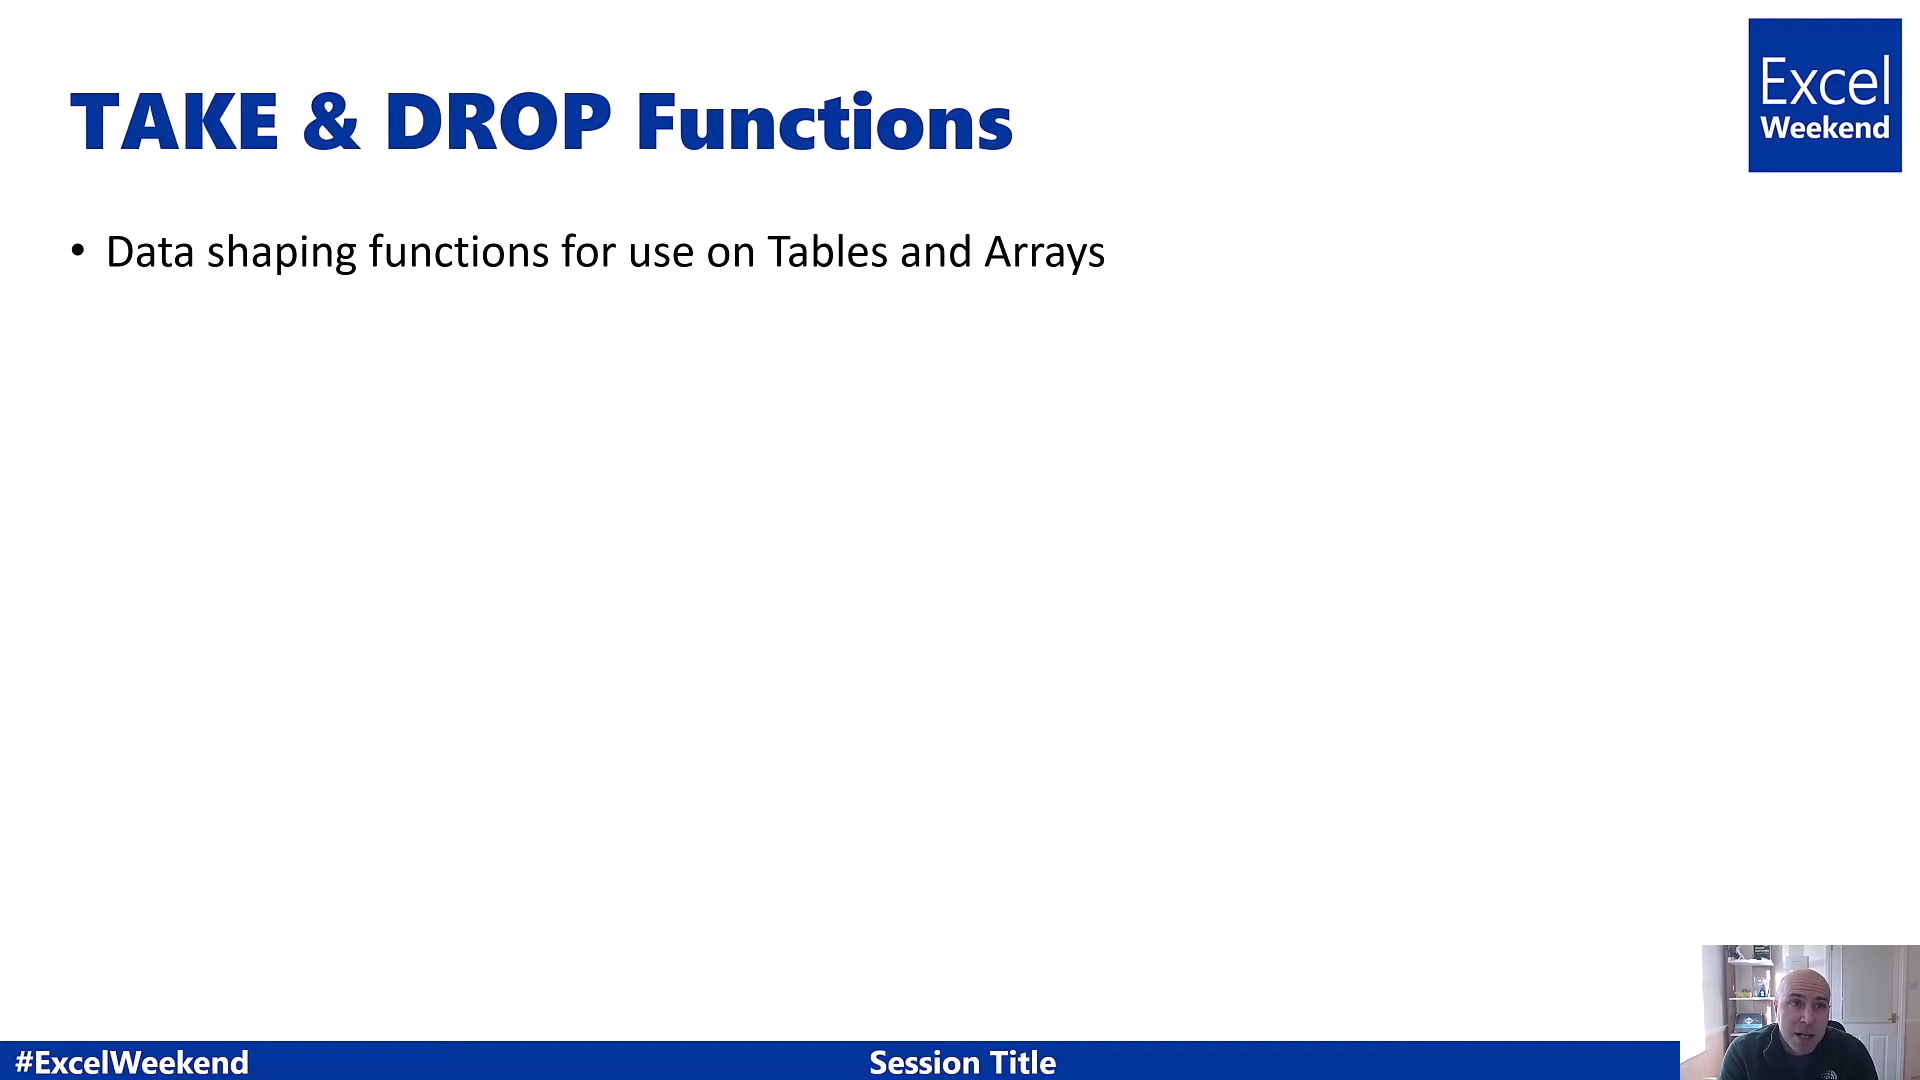 TAKE & DROP Functions
Excel
Weekend
• Data shaping functions for use on Tables and Arrays
#ExcelWeekend
Session Title